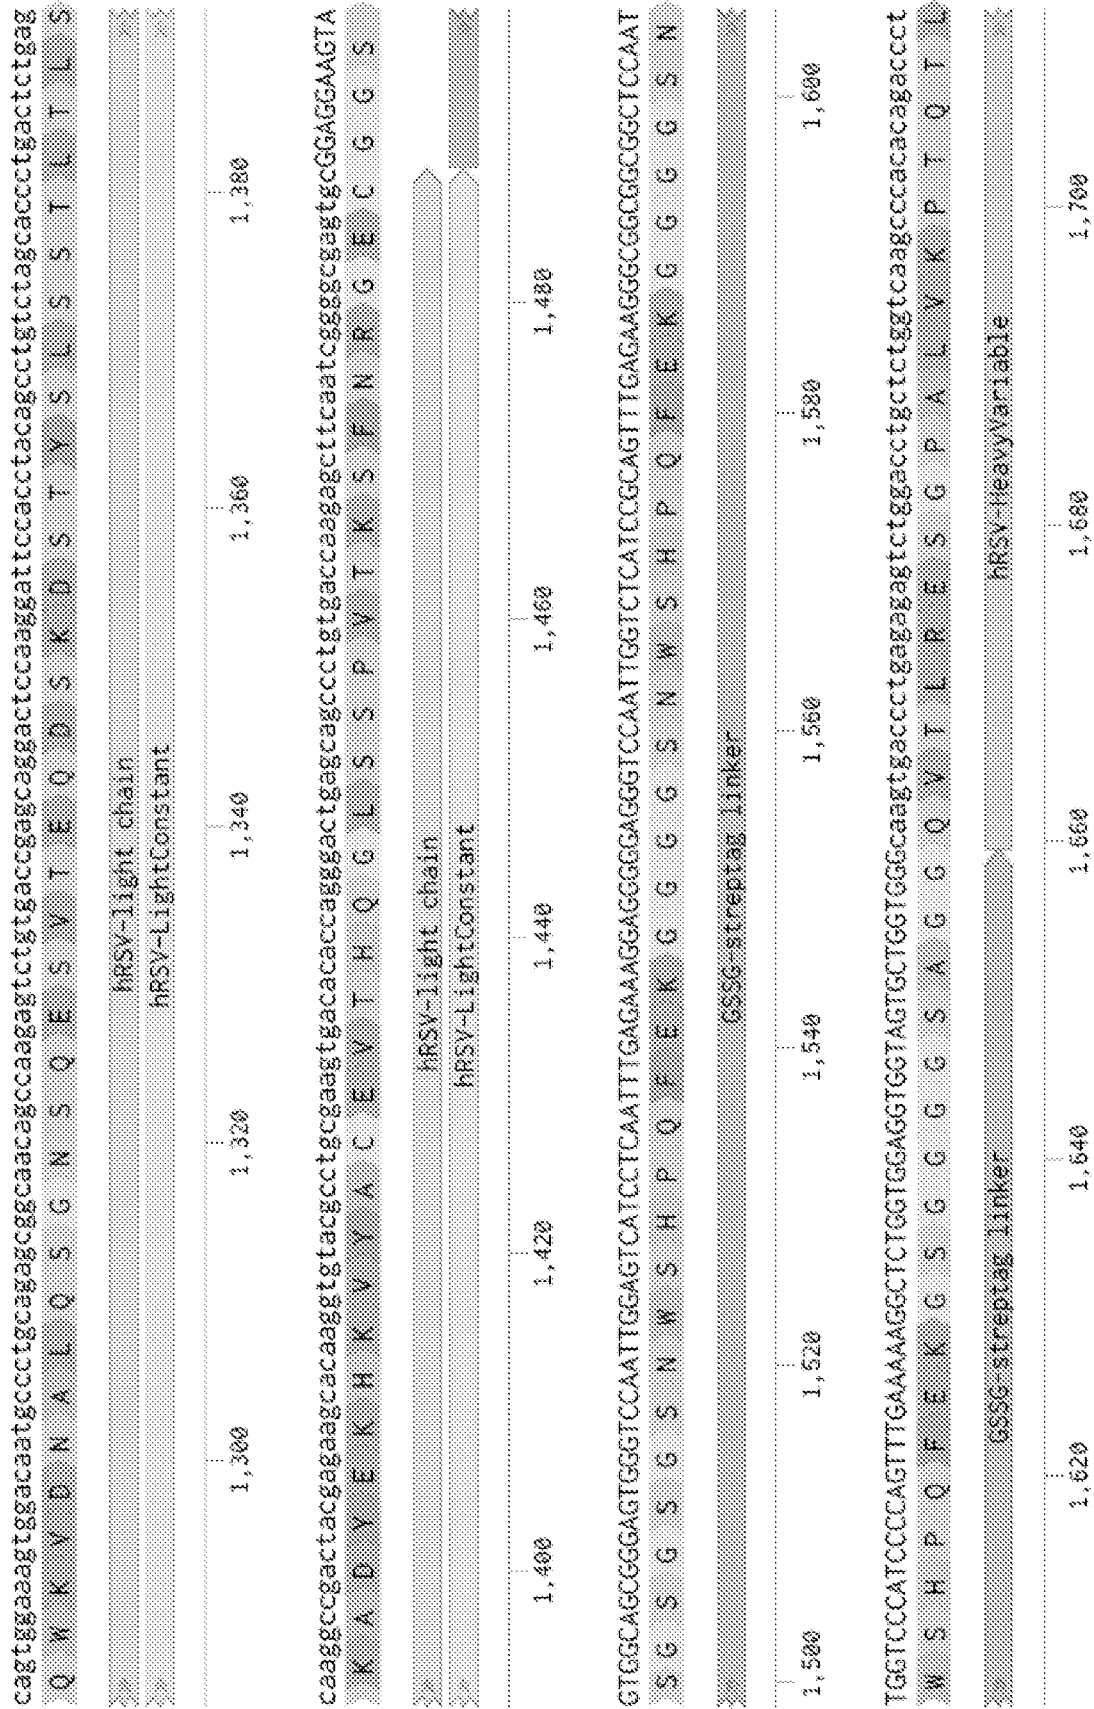 cagtggaaagtggacaatgccctgcagagcggcaacagccaagagtctgtgaccgagcaggactccaaggattccacctacagcctgtctagcaccctgactctgag
Q W K V D N A L Q S G N S Q E S V T E Q D S K D S T Y S L S S T L T L S
hRSV-light chain
hRSV-LightConstant
1,300 1,320 1,340 1,360 1,380
caaggccgactacgagaagcacaaggtgtacgcctgcgaagtgacacaccagggactgagcagccctgtgaccaagagcttcaatcggggcgagtgcGGAGGAAGTA
K A D Y E K H K V Y A C E V T H Q G L S S P V T K S F N R G E C G G S
hRSV-light chain
hRSV-LightConstant
1,400 1,420 1,440 1,460 1,480
GTGGCAGCGGGAGTGGGTCCAATTGGAGTCATCCTCAATTTGAGAAAGGAGGGGGAGGGTCCAATTGGTCTCATCCGCAGTTTGAGAAGGGCGGCGGCGGCTCCAAT
S G S G S G S N W S H P Q F E K G G G G S N W S H P Q F E K G G G G S N
GSSG-streptag linker
1,500 1,520 1,540 1,560 1,580 1,600
TGGTCCCATCCCCAGTTTGAAAAAGGCTCTGGTGGAGGTGGTAGTGCTGGTGGGcaagtgaccctgagagagtctggacctgctctggtcaagcccacacagaccct
W S H P Q F E K G S G G G G S A G G Q V T L R E S G P A L V K P T Q T L
GSSG-streptag linker hRSV-HeavyVariable
1,620 1,640 1,660 1,680 1,700